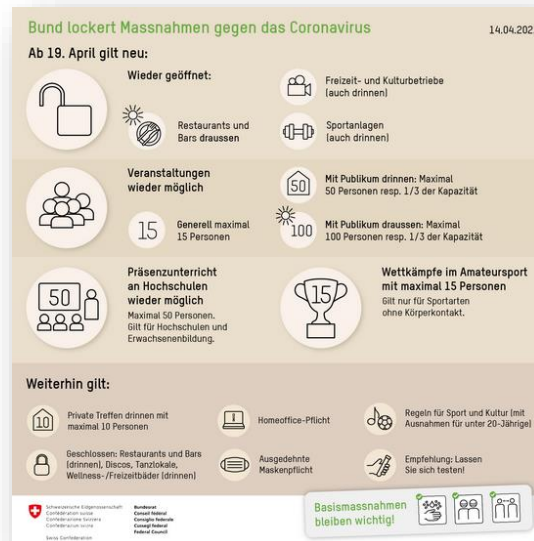 Bund lockert Massnahmen gegen das Coronavirus
14.04.202
Ab 19. April gilt neu:
Wieder geöffnet:
Restaurants und
Bars draussen
Freizeit- und Kulturbetriebe
(auch drinnen)
Sportanlagen
(auch drinnen)
Veranstaltungen
wieder möglich
15
Generell maximal
15 Personen
50
Mit Publikum drinnen: Maximal
50 Personen resp. 1/3 der Kapazität
100
Mit Publikum draussen: Maximal
100 Personen resp. 1/3 der Kapazität
50
Präsenzunterricht
an Hochschulen
wieder möglich
Maximal 50 Personen.
Gilt für Hochschulen und
Erwachsenenbildung.
15
Wettkämpfe im Amateursport
mit maximal 15 Personen
Gilt nur für Sportarten
ohne Körperkontakt.
Weiterhin gilt:
10
Private Treffen drinnen mit
maximal 10 Personen
Homeoffice-Pflicht
Regeln für Sport und Kultur (mit
Ausnahmen für unter 20-Jährige)
Geschlossen: Restaurants und Bars
(drinnen), Discos, Tanzlokale,
Wellness-/Freizeitbäder (drinnen)
Ausgedehnte
Maskenpflicht
Empfehlung: Lassen
Sie sich testen!
Schweizerische Eidgenossenschaft
Confédération suisse
Confederazione Svizzera
Confederaziun svizra
Swiss Confederation
Bundesrat
Conseil fédéral
Consiglio federale
Cussegl federal
Federal Council
Basismassnahmen
bleiben wichtig!